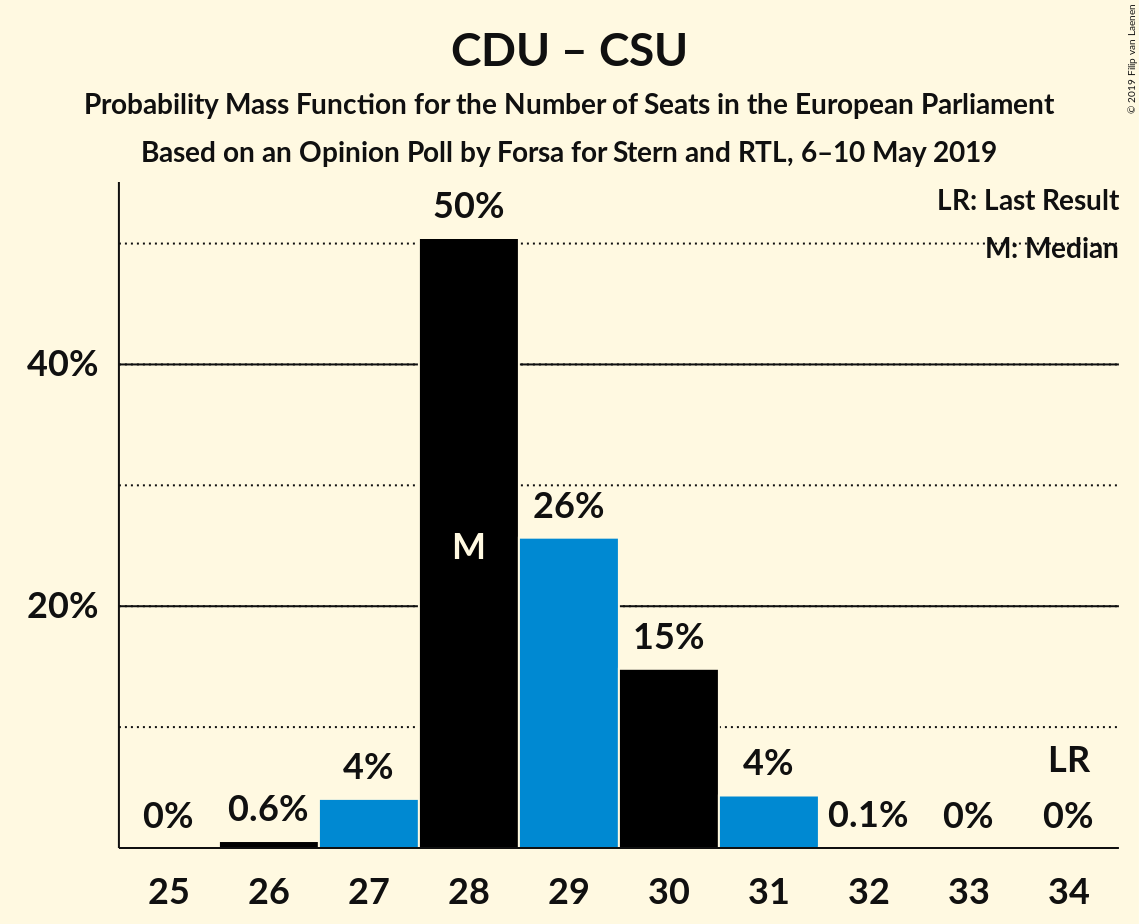 CDU – CSU
Probability Mass Function for the Number of Seats in the European Parliament
Based on an Opinion Poll by Forsa for Stern and RTL, 6–10 May 2019
© 2019 Filip van Laenen
LR: Last Result
M: Median
50%
40%
26%
M
20%
15%
4%
4%
LR
0%
0.6%
0.1%
0%
0%
25 26 27 28 29 30 31 32 33 34